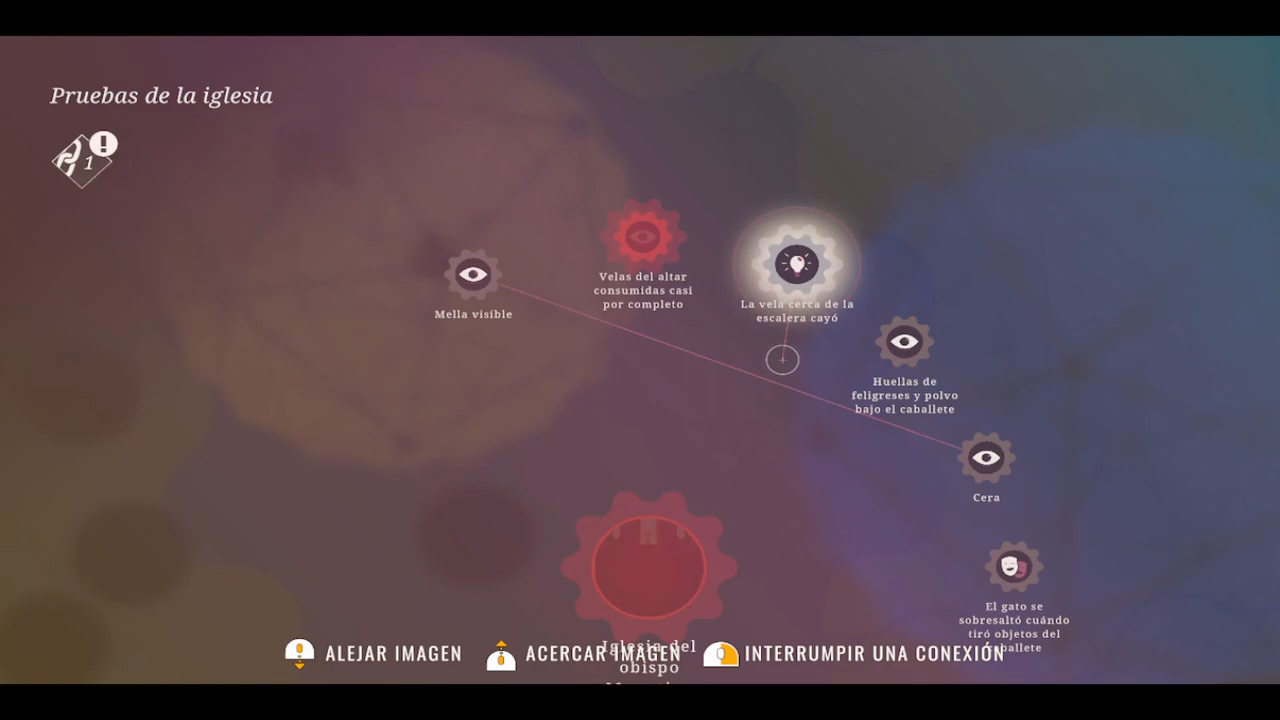 Pruebas de la iglesia
1
Velas del altar
consumidas casi
por completo
La vela cerca de la
escalera cayó
Mella visible
Huellas de
feligreses y polvo
bajo el caballete
Cera
El gato se
sobresaltó cuándo
tiró objetos del
caballete
Iglesia del
obispo
ALEJAR IMAGEN
ACERCAR IMAGEN
INTERRUMPIR UNA CONEXIÓN